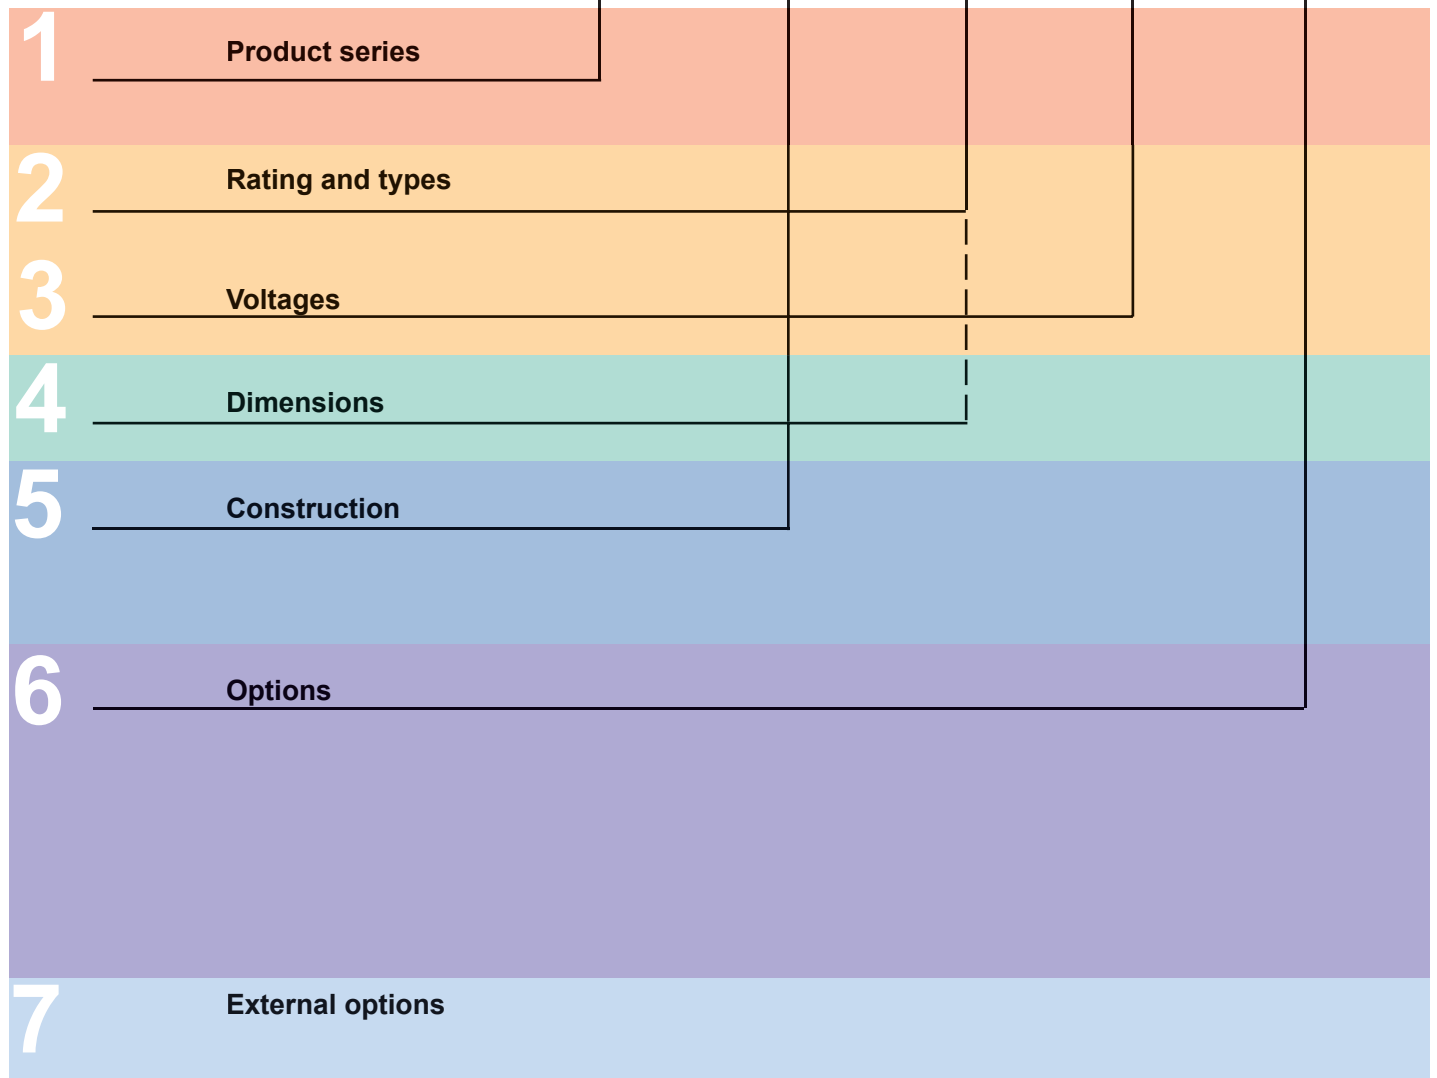 1 Product series
2 Rating and types
3 Voltages
4 Dimensions
5 Construction
6 Options
7 External options